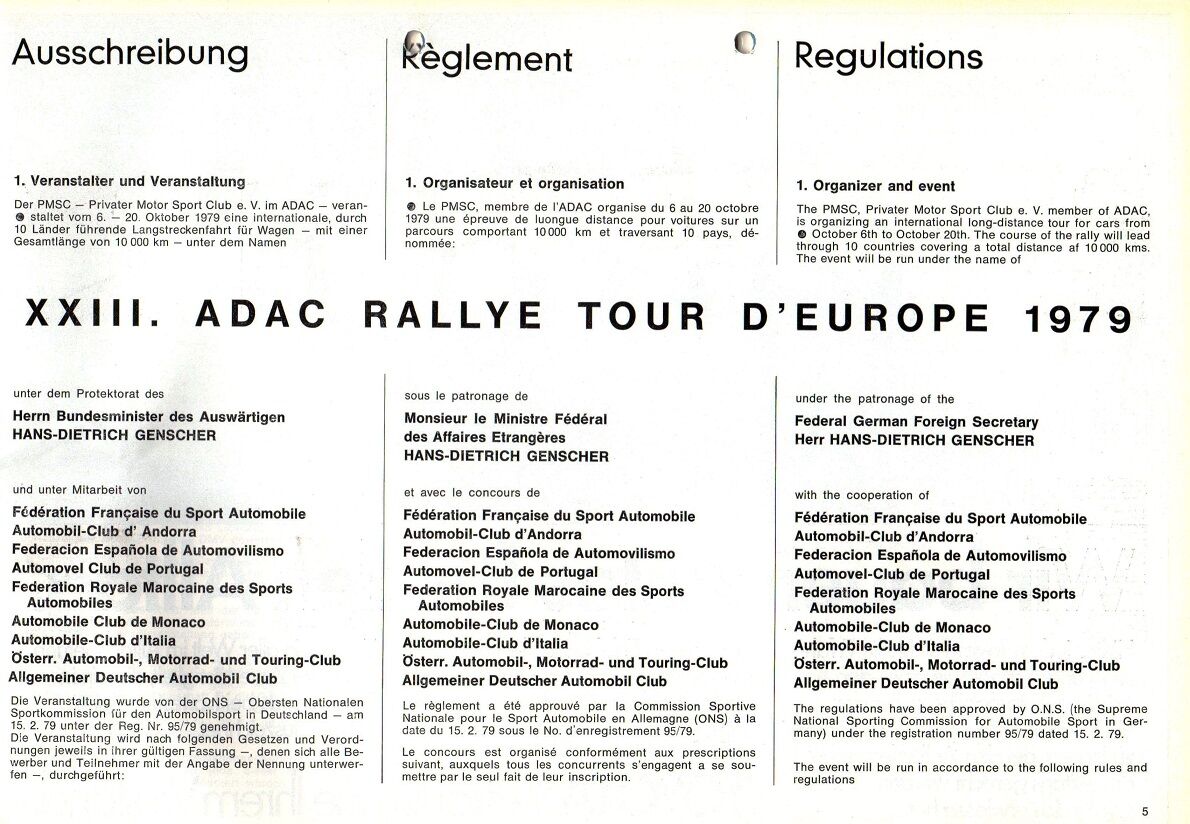 Ausschreibung
1. Veranstalter und Veranstaltung
Der PMSC – Privater Motor Sport Club e. V. im ADAC – veran-
staltet vom 6. – 20. Oktober 1979 eine internationale, durch
10 Länder führende Langstreckenfahrt für Wagen – mit einer
Gesamtlänge von 10 000 km – unter dem Namen
Règlement
1. Organisateur et organisation
Le PMSC, membre de l'ADAC organise du 6 au 20 octobre
1979 une épreuve de luongue distance pour voitures sur un
parcours comportant 10 000 km et traversant 10 pays, dé-
nommée:
Regulations
1. Organizer and event
The PMSC, Privater Motor Sport Club e. V. member of ADAC,
is organizing an international long-distance tour for cars from
October 6th to October 20th. The course of the rally will lead
through 10 countries covering a total distance af 10 000 kms.
The event will be run under the name of
XXIII. ADAC RALLYE TOUR D'EUROPE 1979
unter dem Protektorat des
Herrn Bundesminister des Auswärtigen
HANS-DIETRICH GENSCHER
und unter Mitarbeit von
Fédération Française du Sport Automobile
Automobil-Club d' Andorra
Federacion Española de Automovilismo
Automovel Club de Portugal
Federation Royale Marocaine des Sports
Automobiles
Automobile Club de Monaco
Automobile-Club d'Italia
Österr. Automobil-, Motorrad- und Touring-Club
Allgemeiner Deutscher Automobil Club
Die Veranstaltung wurde von der ONS – Obersten Nationalen
Sportkommission für den Automobilsport in Deutschland – am
15. 2. 79 unter der Reg. Nr. 95/79 genehmigt.
Die Veranstaltung wird nach folgenden Gesetzen und Verord-
nungen jeweils in ihrer gültigen Fassung –, denen sich alle Be-
werber und Teilnehmer mit der Angabe der Nennung unterwer-
fen –, durchgeführt:
sous le patronage de
Monsieur le Ministre Fédéral
des Affaires Etrangères
HANS-DIETRICH GENSCHER
et avec le concours de
Fédération Française du Sport Automobile
Automobil-Club d'Andorra
Federacion Española de Automovilismo
Automovel-Club de Portugal
Federation Royale Marocaine des Sports
Automobiles
Automobile-Club de Monaco
Automobile-Club d'Italia
Österr. Automobil-, Motorrad- und Touring-Club
Allgemeiner Deutscher Automobil Club
Le règlement a été approuvé par la Commission Sportive
Nationale pour le Sport Automobile en Allemagne (ONS) à la
date du 15. 2. 79 sous le No. d'enregistrement 95/79.
Le concours est organisé conformément aux prescriptions
suivant, auxquels tous les concurrents s'engagent a se sou-
mettre par le seul fait de leur inscription.
under the patronage of the
Federal German Foreign Secretary
Herr HANS-DIETRICH GENSCHER
with the cooperation of
Fédération Française du Sport Automobile
Automobil-Club d'Andorra
Federacion Española de Automovilismo
Automovel-Club de Portugal
Federation Royale Marocaine des Sports
Automobiles
Automobile-Club de Monaco
Automobile-Club d'Italia
Österr. Automobil-, Motorrad- und Touring-Club
Allgemeiner Deutscher Automobil Club
The regulations have been approved by O.N.S. (the Supreme
National Sporting Commission for Automobile Sport in Ger-
many) under the registration number 95/79 dated 15. 2. 79.
The event will be run in accordance to the following rules and
regulations
5